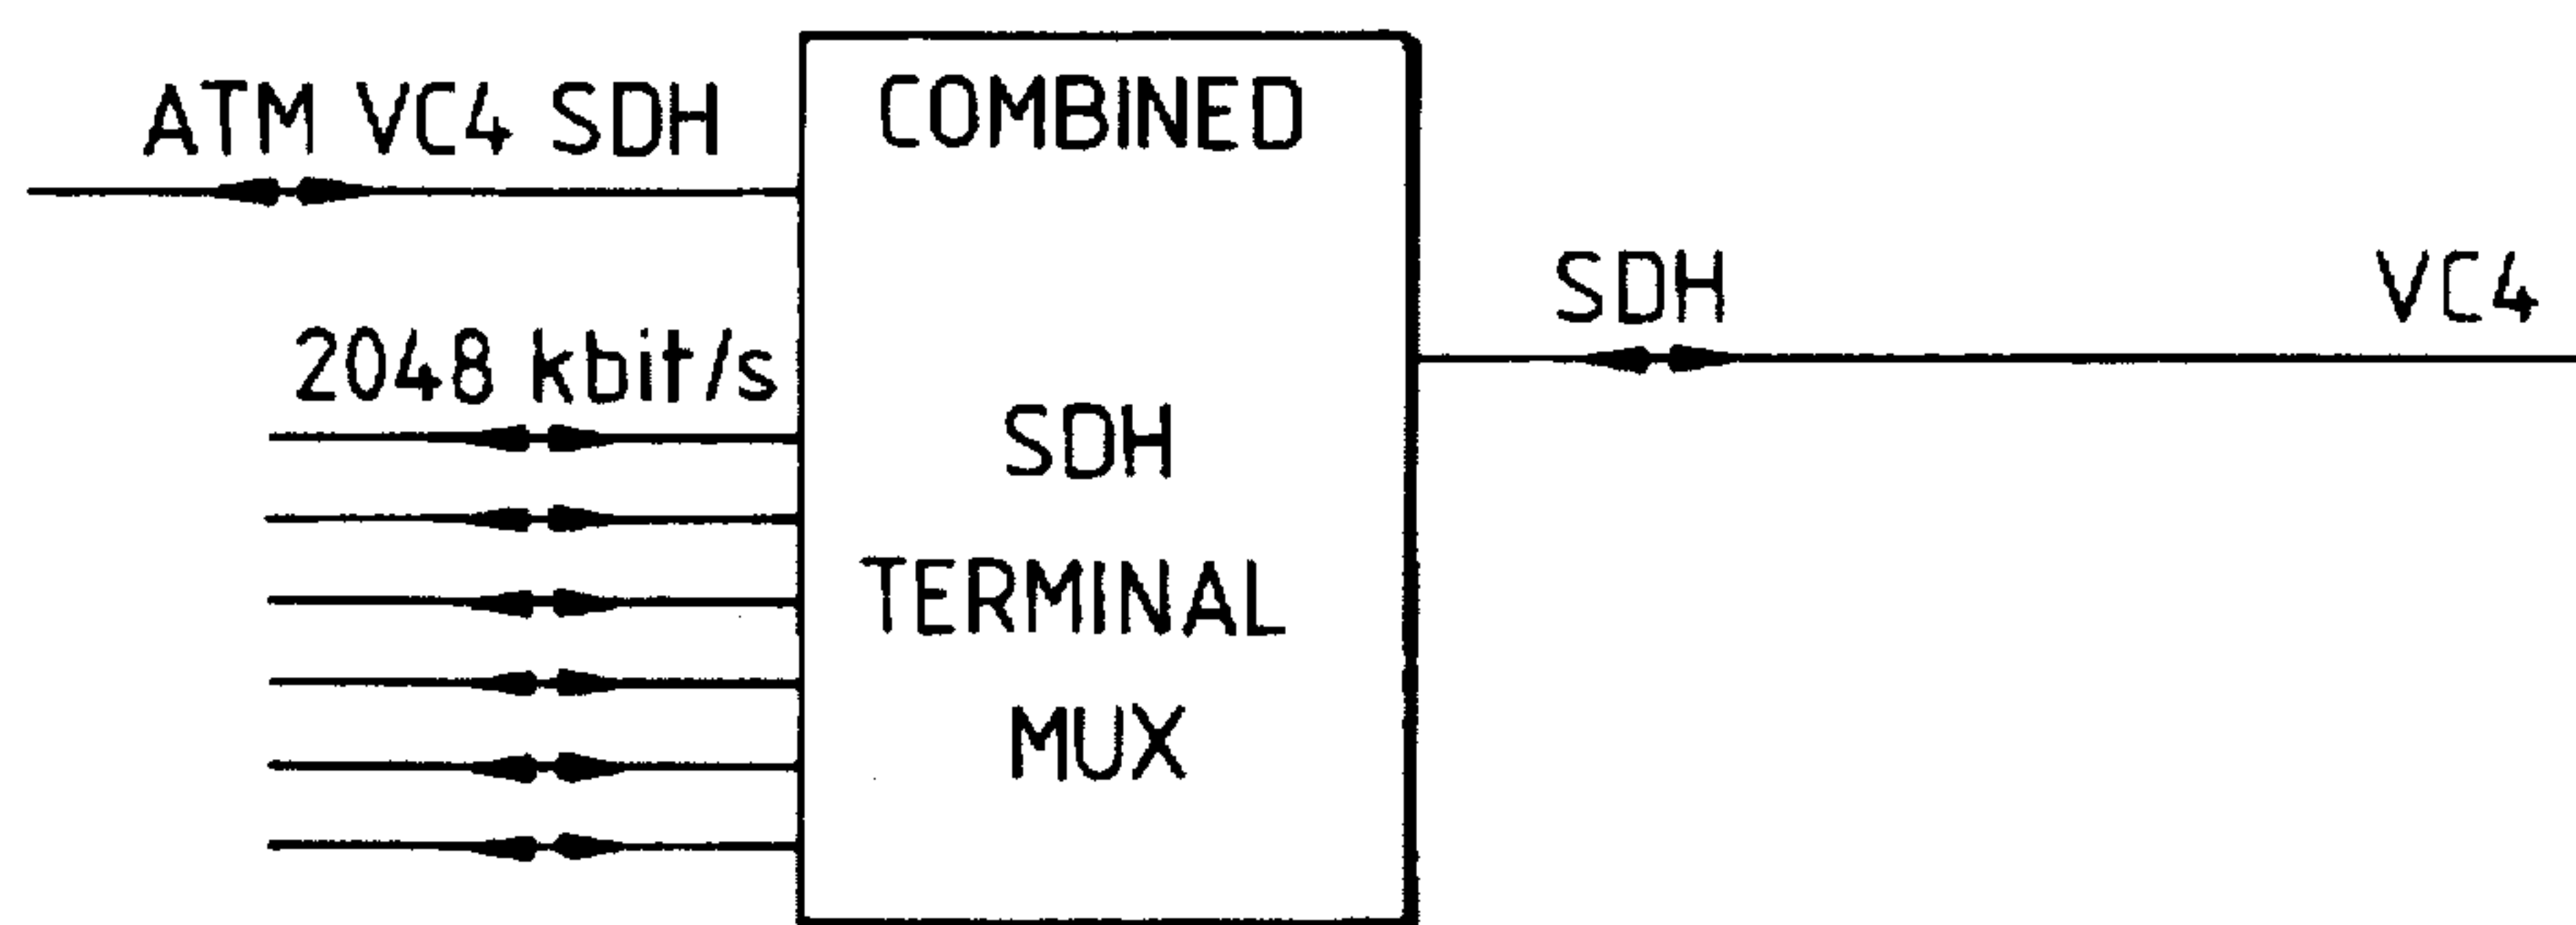 ATM VC4 SDH
2048 kbit/s
COMBINED
SDH
TERMINAL
MUX
SDH
VC4